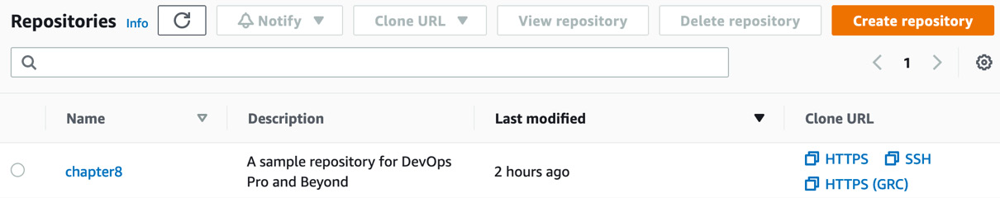 Repositories Info Notify Clone URL View repository Delete repository Create repository
1
Name Description Last modified Clone URL
chapter8 A sample repository for DevOps Pro and Beyond 2 hours ago HTTPS SSH
HTTPS (GRC)